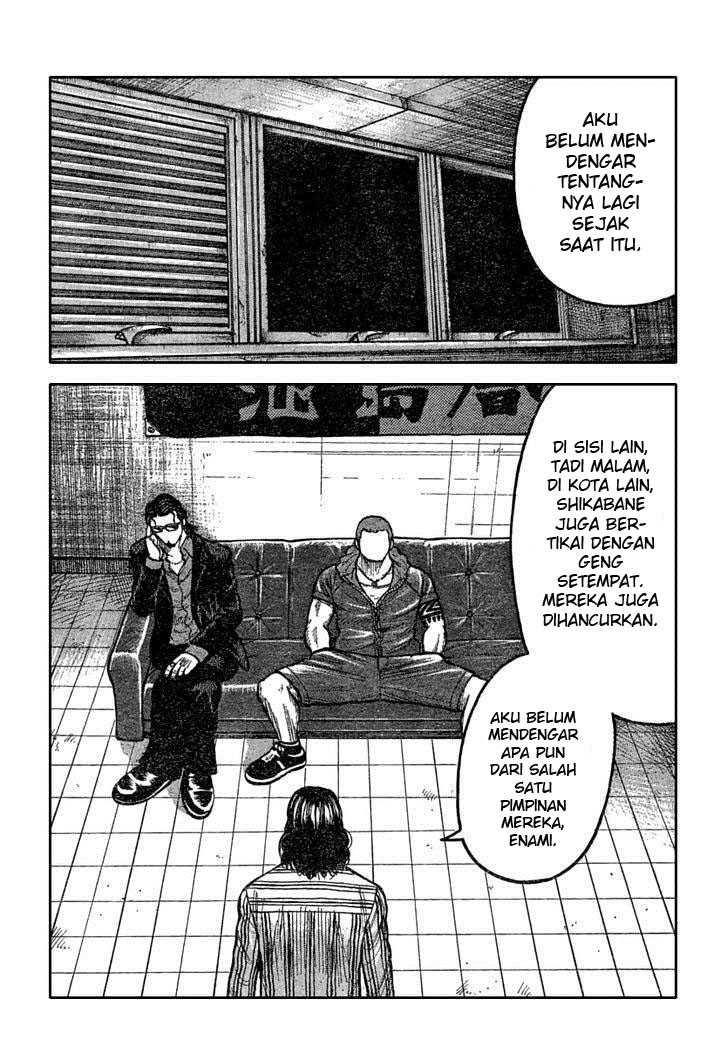 AKU
BELUM MEN-
DENGAR
TENTANG-
NYA LAGI
SEJAK
SAAT ITU.
DI SISI LAIN,
TADI MALAM,
DI KOTA LAIN,
SHIKABANE
JUGA BER-
TIKAI DENGAN
GENG
SETEMPAT.
MEREKA JUGA
DIHANCURKAN.
AKU BELUM
MENDENGAR
APA PUN
DARI SALAH
SATU
PIMPINAN
MEREKA,
ENAMI.